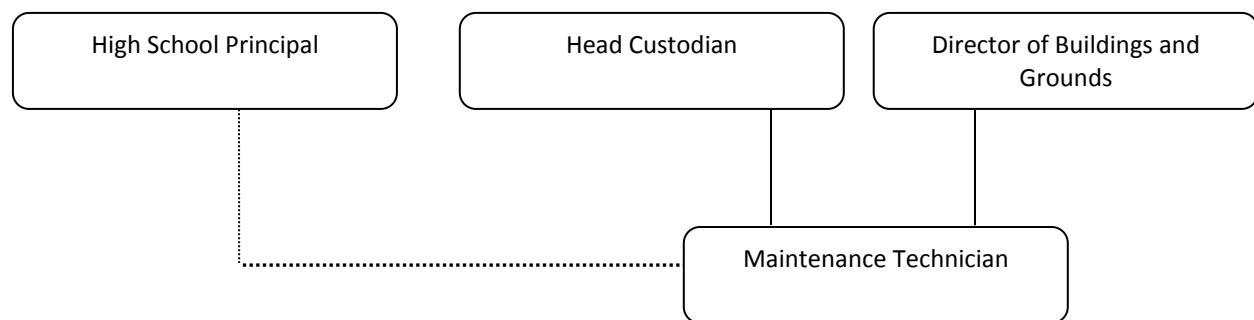 High School Principal
Head Custodian
Director of Buildings and
Grounds
Maintenance Technician